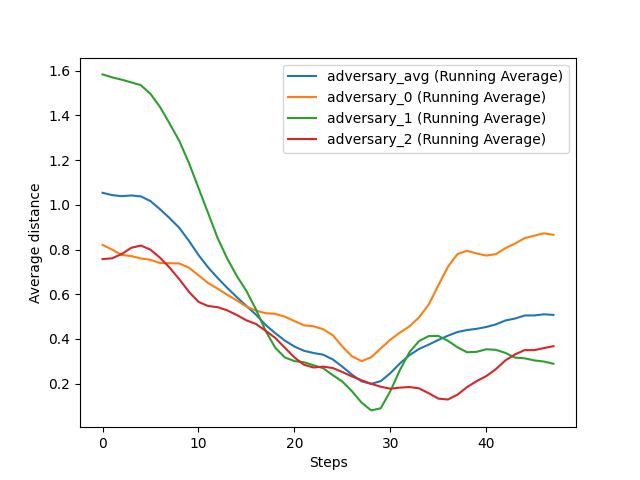 adversary_avg (Running Average)
adversary_0 (Running Average)
adversary_1 (Running Average)
adversary_2 (Running Average)
1.6
1.4
1.2
1.0
0.8
0.6
0.4
0.2
Average distance
0
10
20
30
40
Steps